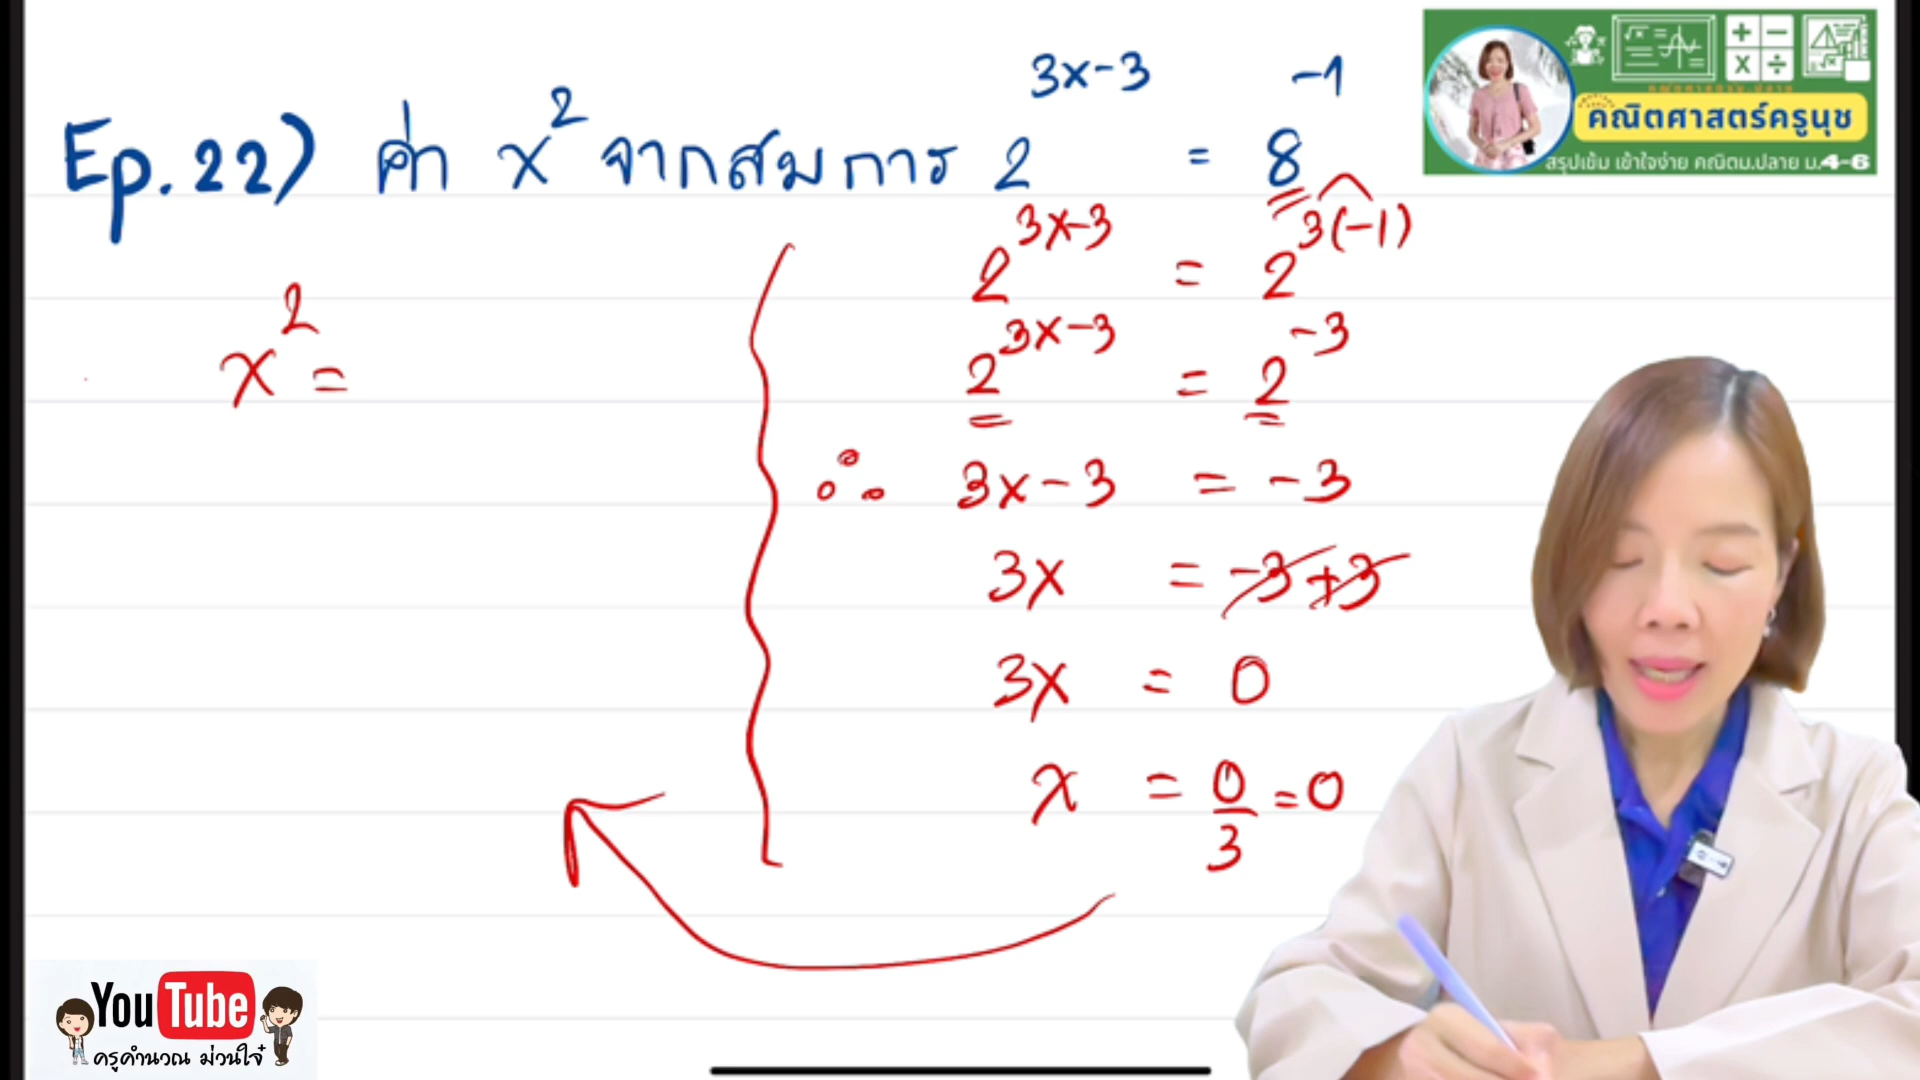 Ep.22) ค่า x² จากสมการ 2^(3x-3) = 8^(-1)
2^(3x-3) = 2^(3(-1))
2^(3x-3) = 2^(-3)
∴ 3x-3 = -3
3x = -3+3
3x = 0
x = 0/3 = 0
x² =
คณิตศาสตร์ครูนุช
สรุปเข้ม เข้าใจง่าย คณิตม.ปลาย ม.4-6
YouTube
ครูคำนวณ ม่วนใจ๋